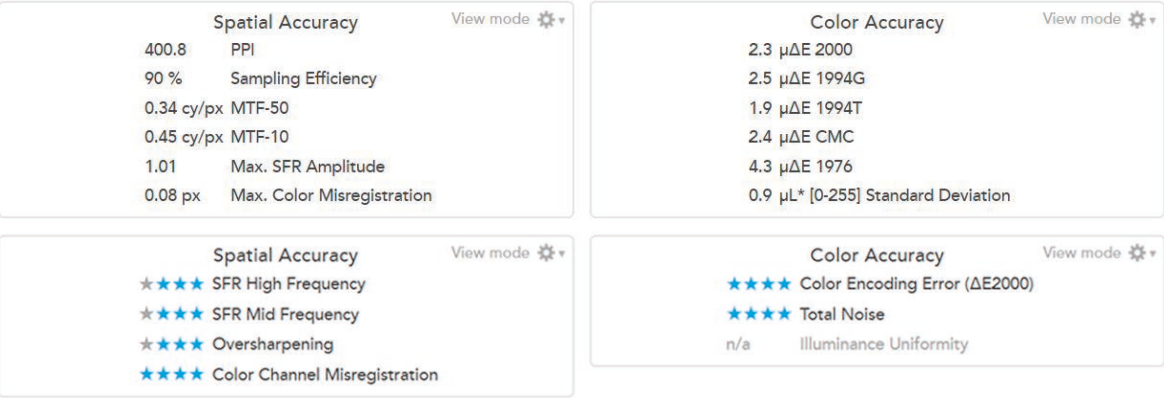 Spatial Accuracy View mode
400.8 PPI
90 % Sampling Efficiency
0.34 cy/px MTF-50
0.45 cy/px MTF-10
1.01 Max. SFR Amplitude
0.08 px Max. Color Misregistration
Color Accuracy View mode
2.3 µΔE 2000
2.5 µΔE 1994G
1.9 µΔE 1994T
2.4 µΔE CMC
4.3 µΔE 1976
0.9 µL* [0-255] Standard Deviation
Spatial Accuracy View mode
SFR High Frequency
SFR Mid Frequency
Oversharpening
Color Channel Misregistration
Color Accuracy View mode
Color Encoding Error (ΔE2000)
Total Noise
n/a Illuminance Uniformity